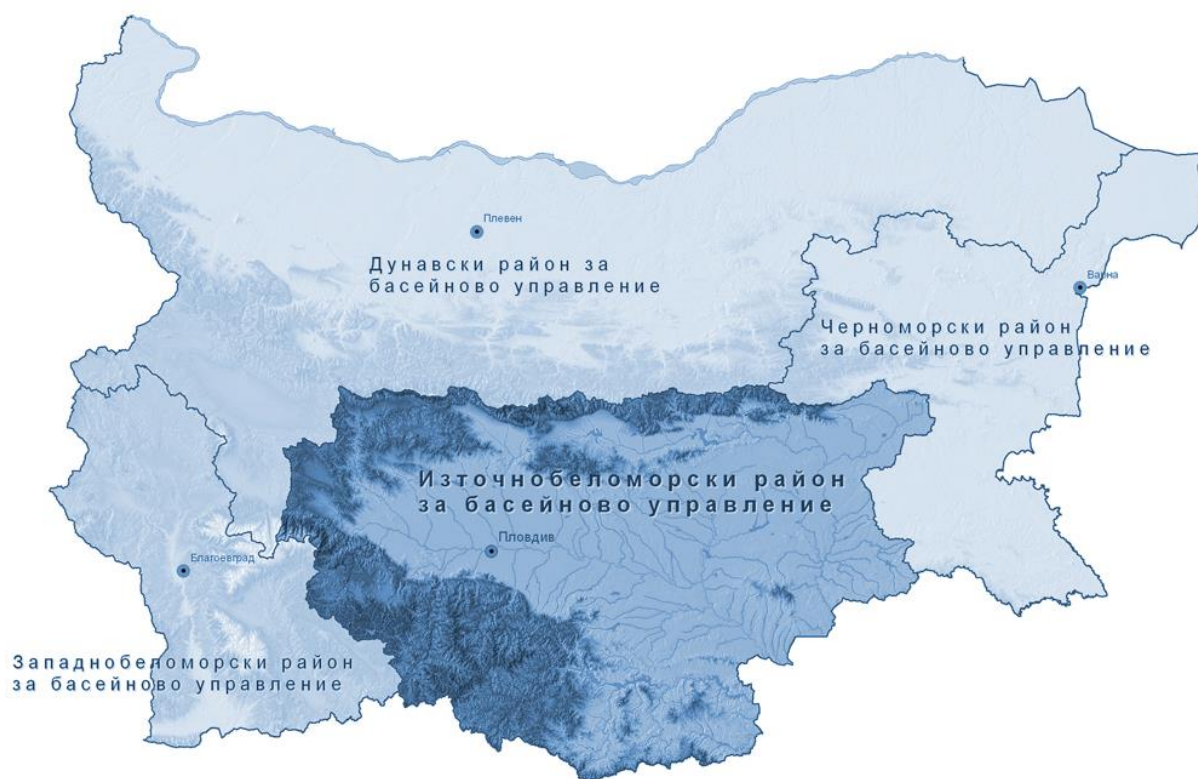 Плевен
Дунавски район за
басейново управление
Варна
Черноморски район
за басейново управление
Източнобеломорски район
за басейново управление
Пловдив
Благоевград
Западнобеломорски район
за басейново управление